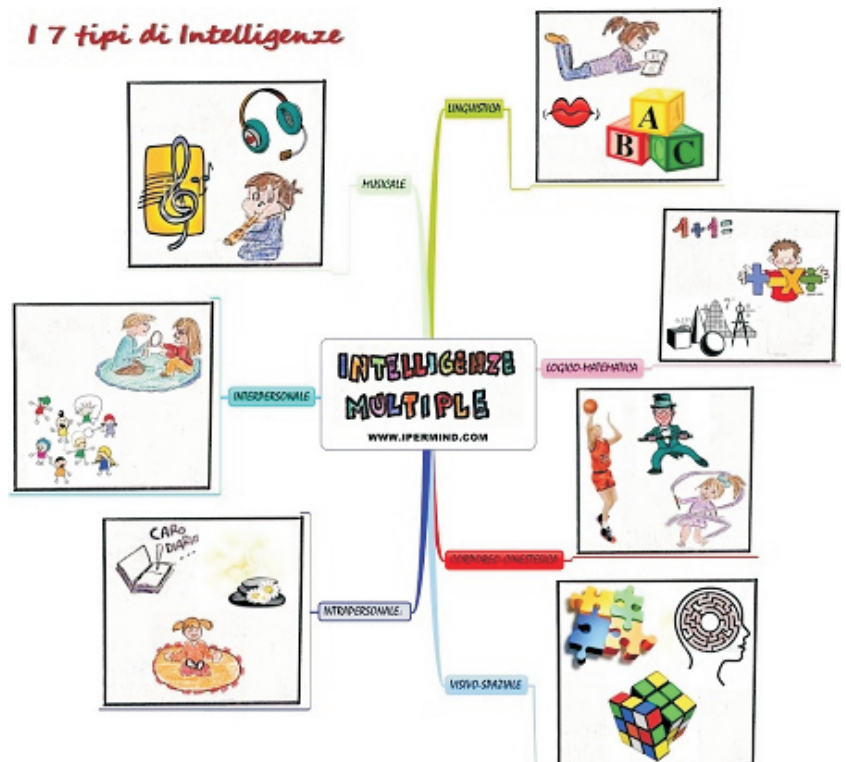 I 7 tipi di Intelligenze
LINGUISTICA
A
B C
MUSICALE
1+1=
+-x÷
LOGICO-MATEMATICA
INTELLIGENZE
MULTIPLE
WWW.IPERMIND.COM
INTERPERSONALE
CORPOREO-CINESTESICA
CARO
DIARIO
INTRAPERSONALE:
VISIVO-SPAZIALE